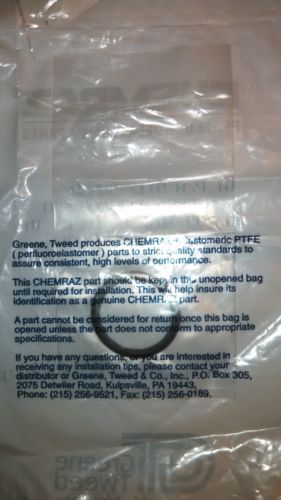 Greene, Tweed produces CHEMRAZ elastomeric PTFE
( perfluoroelastomer ) parts to strict quality standards to
assure consistent, high levels of performance.
This CHEMRAZ part should be kept in the unopened bag
until required for installation. This will help insure its
identification as a genuine CHEMRAZ part.
A part cannot be considered for return once this bag is
opened unless the part does not conform to appropriate
specifications.
If you have any questions, or you are interested in
receiving any installation tips, please contact your
distributor or Greene, Tweed & Co., Inc., P.O. Box 305,
2075 Detwiler Road, Kulpsville, PA 19443,
Phone: (215) 256-9521, Fax: (215) 256-0189.
Greene
Tweed